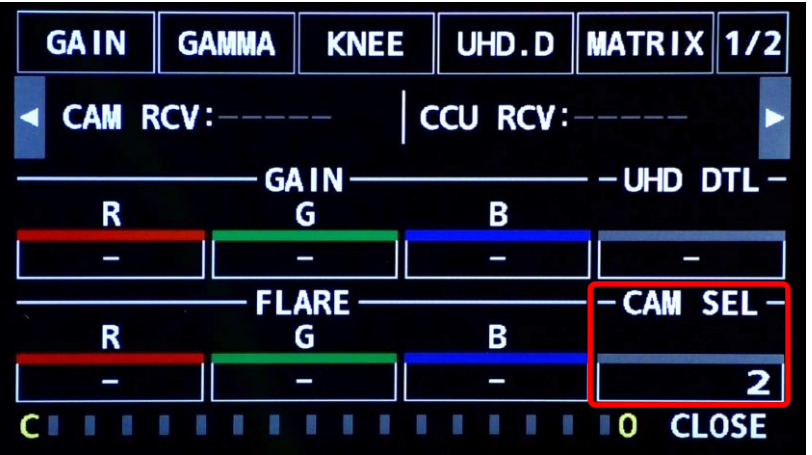 GAIN GAMMA KNEE UHD.D MATRIX 1/2
◀ CAM RCV:----- CCU RCV:----- ▶
GAIN UHD DTL
R G B
- - - -
FLARE CAM SEL
R G B
- - - 2
C O CLOSE